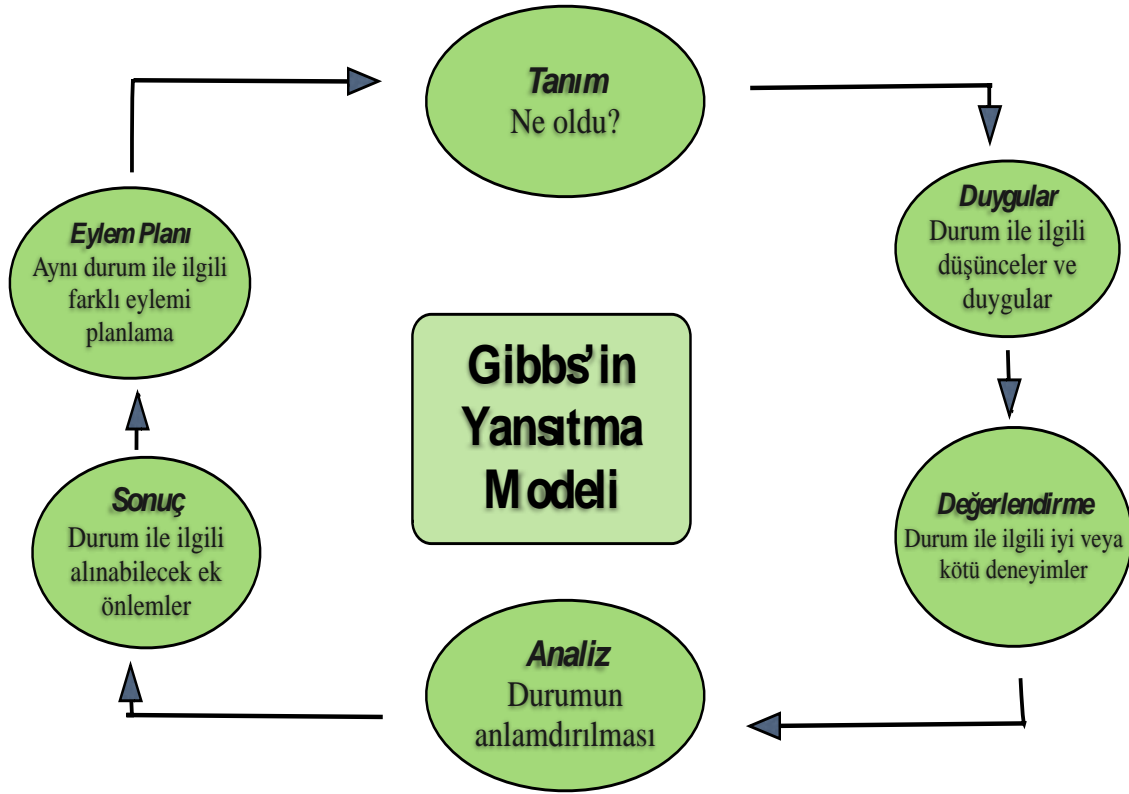 Tanım
Ne oldu?
Duygular
Durum ile ilgili
düşünceler ve
duygular
Değerlendirme
Durum ile ilgili iyi veya
kötü deneyimler
Analiz
Durumun
anlamdırılması
Sonuç
Durum ile ilgili
alınabilecek ek
önlemler
Eylem Planı
Aynı durum ile ilgili
farklı eylemi
planlama
Gibbs'in
Yansıtma
Modeli